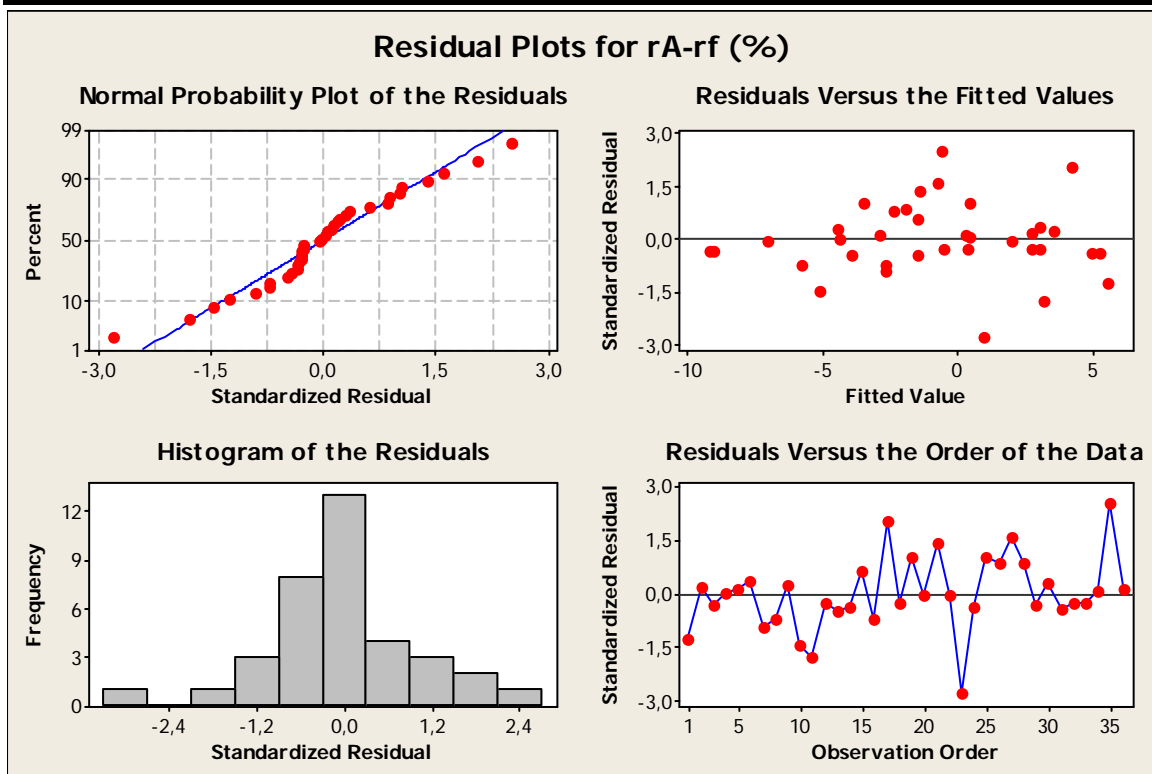 Residual Plots for rA-rf (%)
Normal Probability Plot of the Residuals
99
90
50
10
1
Percent
-3,0 -1,5 0,0 1,5 3,0
Standardized Residual
Residuals Versus the Fitted Values
3,0
1,5
0,0
-1,5
-3,0
Standardized Residual
-10 -5 0 5
Fitted Value
Histogram of the Residuals
12
9
6
3
0
Frequency
-2,4 -1,2 0,0 1,2 2,4
Standardized Residual
Residuals Versus the Order of the Data
3,0
1,5
0,0
-1,5
-3,0
Standardized Residual
1 5 10 15 20 25 30 35
Observation Order